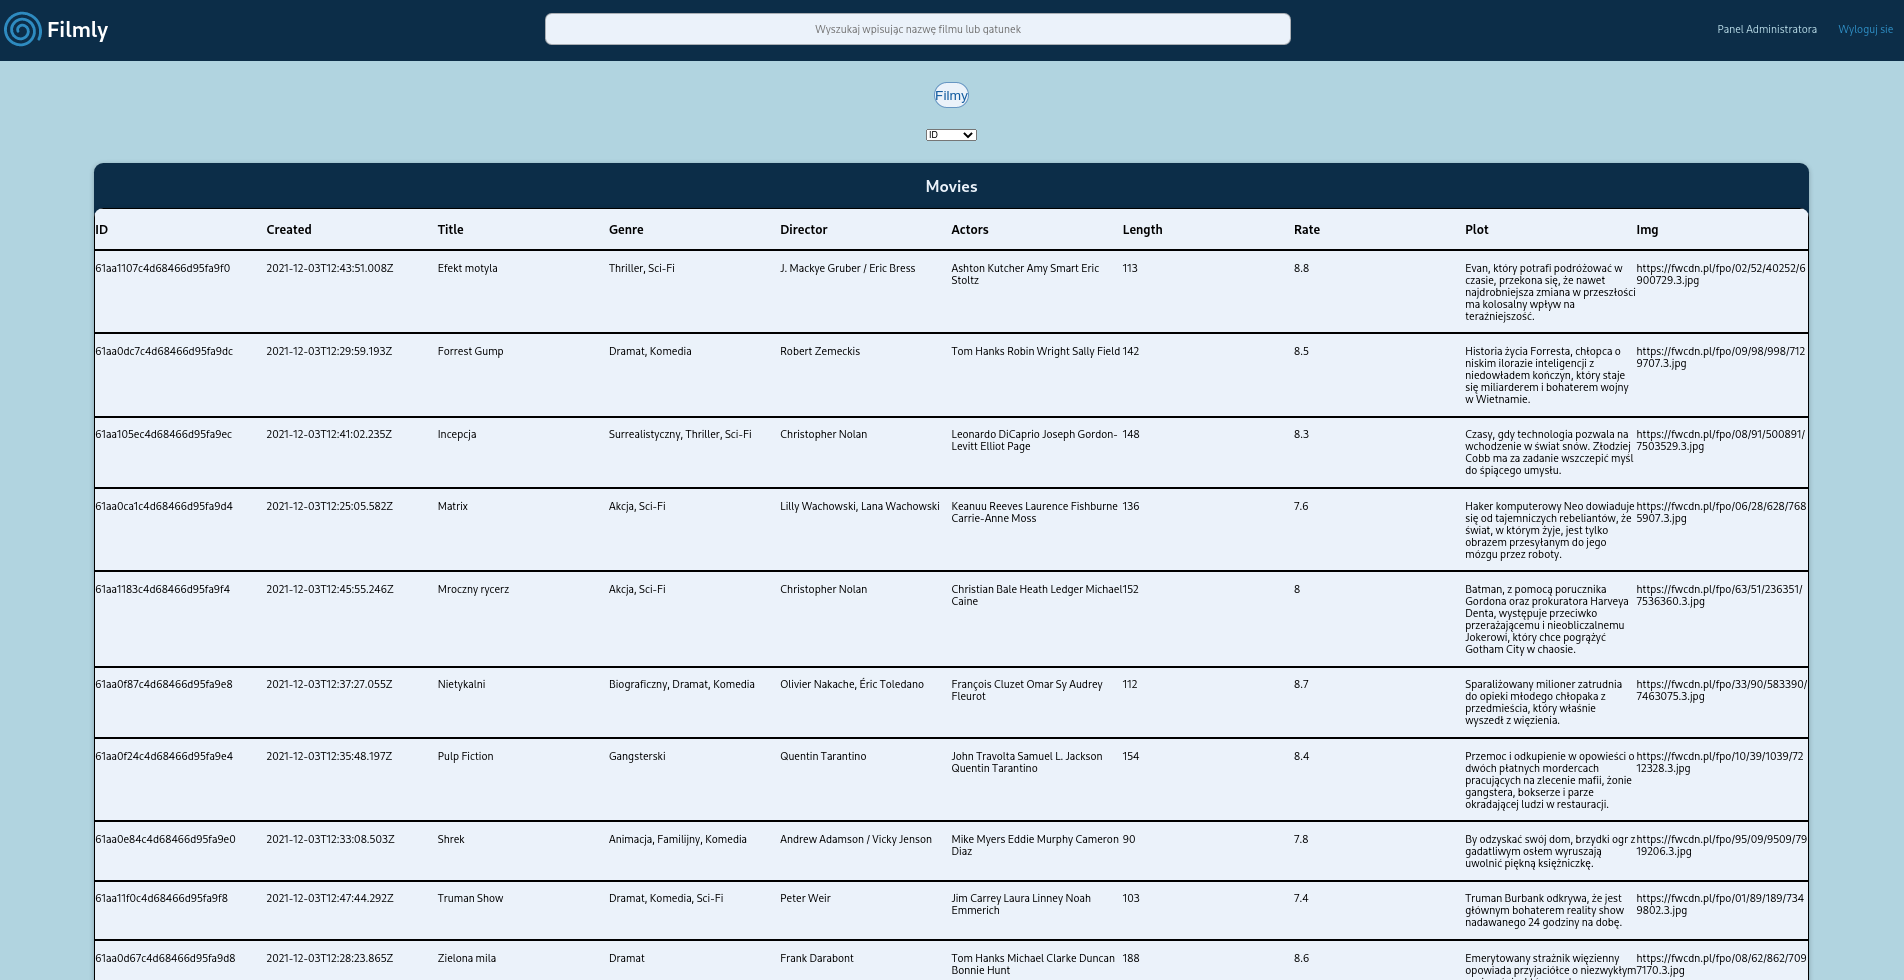 Filmly
Wyszukaj wpisując nazwę filmu lub gatunek
Panel Administratora
Wyloguj sie
Filmy
ID
Movies
ID Created Title Genre Director Actors Length Rate Plot Img
61aa1107c4d68466d95fa9f0 2021-12-03T12:43:51.008Z Efekt motyla Thriller, Sci-Fi J. Mackye Gruber / Eric Bress Ashton Kutcher Amy Smart Eric 113 8.8 Evan, który potrafi podróżować w https://fwcdn.pl/fpo/02/52/40252/6
Stoltz czasie, przekona się, że nawet 900729.3.jpg
najdrobniejsza zmiana w przeszłości
ma kolosalny wpływ na
teraźniejszość.
61aa0dc7c4d68466d95fa9dc 2021-12-03T12:29:59.193Z Forrest Gump Dramat, Komedia Robert Zemeckis Tom Hanks Robin Wright Sally Field 142 8.5 Historia życia Forresta, chłopca o https://fwcdn.pl/fpo/09/98/998/712
niskim ilorazie inteligencji z 9707.3.jpg
niedowładem kończyn, który staje
się miliarderem i bohaterem wojny
w Wietnamie.
61aa105ec4d68466d95fa9ec 2021-12-03T12:41:02.235Z Incepcja Surrealistyczny, Thriller, Sci-Fi Christopher Nolan Leonardo DiCaprio Joseph Gordon- 148 8.3 Czasy, gdy technologia pozwala na https://fwcdn.pl/fpo/08/91/500891/
Levitt Elliot Page wchodzenie w świat snów. Złodziej 7503529.3.jpg
Cobb ma za zadanie wszczepić myśl
do śpiącego umysłu.
61aa0ca1c4d68466d95fa9d4 2021-12-03T12:25:05.582Z Matrix Akcja, Sci-Fi Lilly Wachowski, Lana Wachowski Keanuu Reeves Laurence Fishburne 136 7.6 Haker komputerowy Neo dowiaduje https://fwcdn.pl/fpo/06/28/628/768
Carrie-Anne Moss się od tajemniczych rebeliantów, że 5907.3.jpg
świat, w którym żyje, jest tylko
obrazem przesyłanym do jego
mózgu przez roboty.
61aa1183c4d68466d95fa9f4 2021-12-03T12:45:55.246Z Mroczny rycerz Akcja, Sci-Fi Christopher Nolan Christian Bale Heath Ledger Michael 152 8 Batman, z pomocą porucznika https://fwcdn.pl/fpo/63/51/236351/
Caine Gordona oraz prokuratora Harveya 7536360.3.jpg
Denta, występuje przeciwko
przerażającemu i nieobliczalnemu
Jokerowi, który chce pogrążyć
Gotham City w chaosie.
61aa0f87c4d68466d95fa9e8 2021-12-03T12:37:27.055Z Nietykalni Biograficzny, Dramat, Komedia Olivier Nakache, Éric Toledano François Cluzet Omar Sy Audrey 112 8.7 Sparaliżowany milioner zatrudnia https://fwcdn.pl/fpo/33/90/583390/
Fleurot do opieki młodego chłopaka z 7463075.3.jpg
przedmieścia, który właśnie
wyszedł z więzienia.
61aa0f24c4d68466d95fa9e4 2021-12-03T12:35:48.197Z Pulp Fiction Gangsterski Quentin Tarantino John Travolta Samuel L. Jackson 154 8.4 Przemoc i odkupienie w opowieści o https://fwcdn.pl/fpo/10/39/1039/72
Quentin Tarantino dwóch płatnych mordercach 12328.3.jpg
pracujących na zlecenie mafii, żonie
gangstera, bokserze i parze
okradającej ludzi w restauracji.
61aa0e84c4d68466d95fa9e0 2021-12-03T12:33:08.503Z Shrek Animacja, Familijny, Komedia Andrew Adamson / Vicky Jenson Mike Myers Eddie Murphy Cameron 90 7.8 By odzyskać swój dom, brzydki ogr z https://fwcdn.pl/fpo/95/09/9509/79
Diaz gadatliwym osłem wyruszają 19206.3.jpg
uwolnić piękną księżniczkę.
61aa11f0c4d68466d95fa9f8 2021-12-03T12:47:44.292Z Truman Show Dramat, Komedia, Sci-Fi Peter Weir Jim Carrey Laura Linney Noah 103 7.4 Truman Burbank odkrywa, że jest https://fwcdn.pl/fpo/01/89/189/734
Emmerich głównym bohaterem reality show 9802.3.jpg
nadawanego 24 godziny na dobę.
61aa0d67c4d68466d95fa9d8 2021-12-03T12:28:23.865Z Zielona mila Dramat Frank Darabont Tom Hanks Michael Clarke Duncan 188 8.6 Emerytowany strażnik więzienny https://fwcdn.pl/fpo/08/62/862/709
Bonnie Hunt opowiada przyjaciółce o niezwykłym 7170.3.jpg